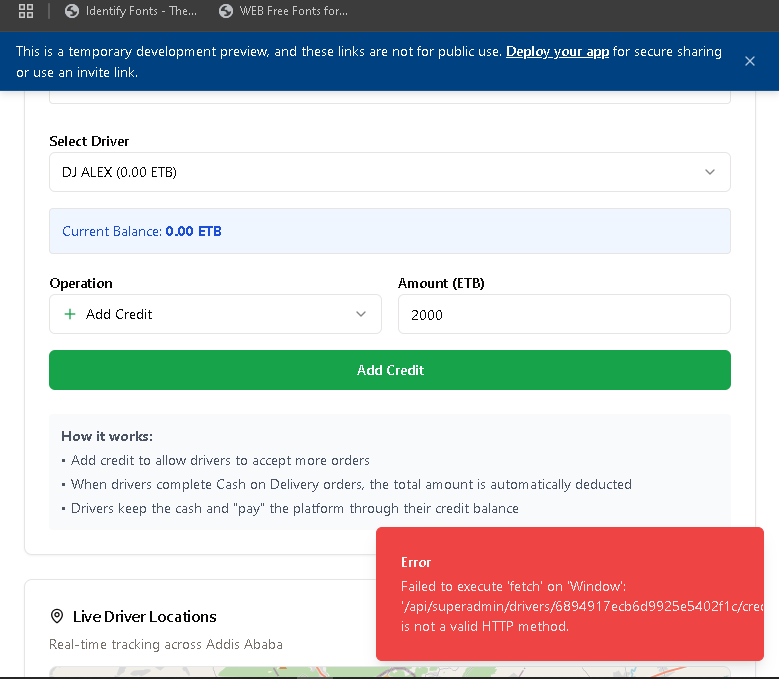 Identify Fonts - The...
WEB Free Fonts for...
This is a temporary development preview, and these links are not for public use. Deploy your app for secure sharing
or use an invite link.
Select Driver
DJ ALEX (0.00 ETB)
Current Balance: 0.00 ETB
Operation
Amount (ETB)
Add Credit
2000
Add Credit
How it works:
• Add credit to allow drivers to accept more orders
• When drivers complete Cash on Delivery orders, the total amount is automatically deducted
• Drivers keep the cash and "pay" the platform through their credit balance
Error
Failed to execute 'fetch' on 'Window':
'/api/superadmin/drivers/6894917ecb6d9925e5402f1c/cred
is not a valid HTTP method.
Live Driver Locations
Real-time tracking across Addis Ababa